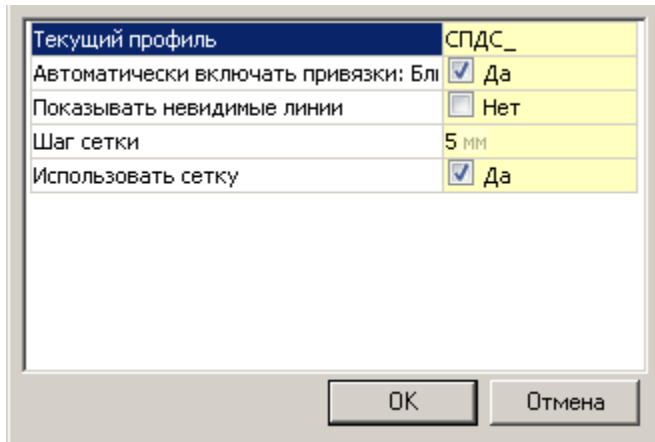 Текущий профиль СПДС_
Автоматически включать привязки: Да
Показывать невидимые линии Нет
Шаг сетки 5 мм
Использовать сетку Да
OK Отмена